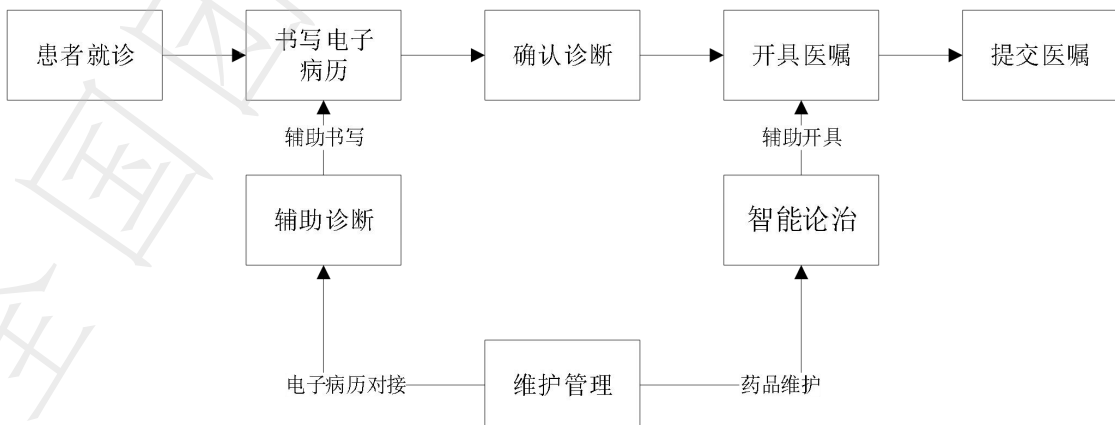 患者就诊
书写电子
病历
确认诊断
开具医嘱
提交医嘱
辅助书写
辅助开具
辅助诊断
智能论治
电子病历对接
维护管理
药品维护
全国